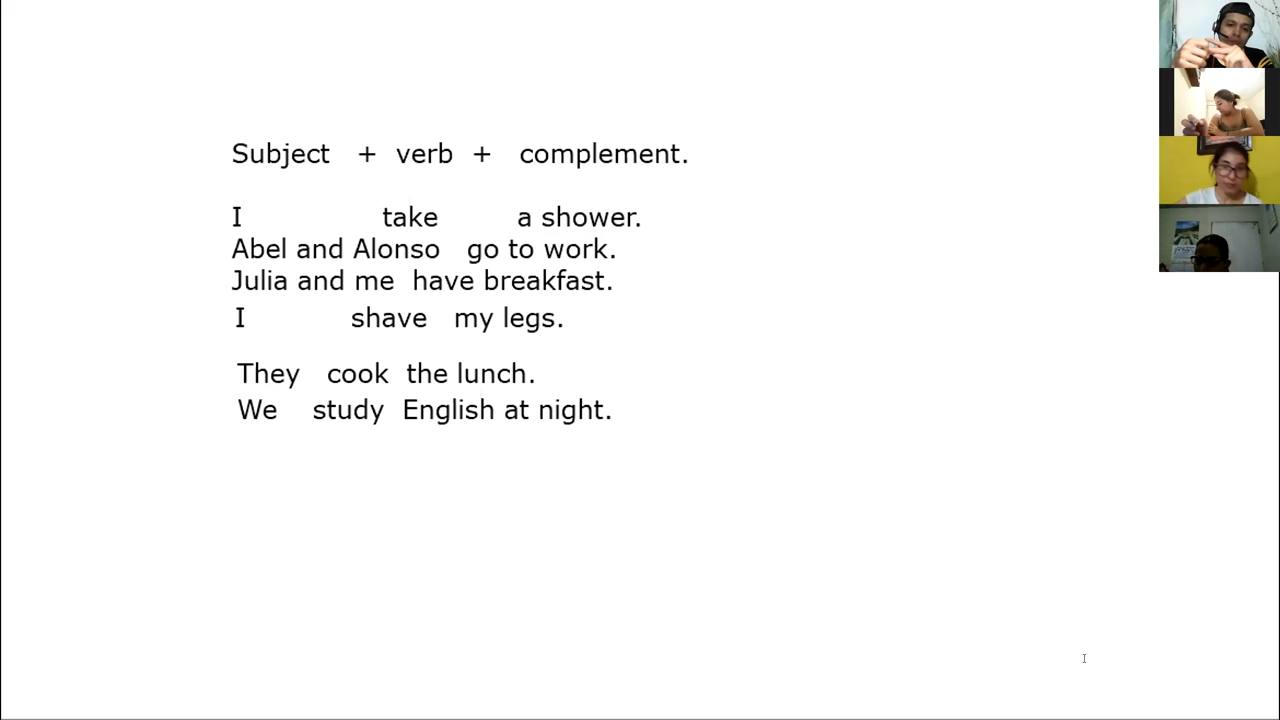 Subject + verb + complement.
I take a shower.
Abel and Alonso go to work.
Julia and me have breakfast.
I shave my legs.
They cook the lunch.
We study English at night.